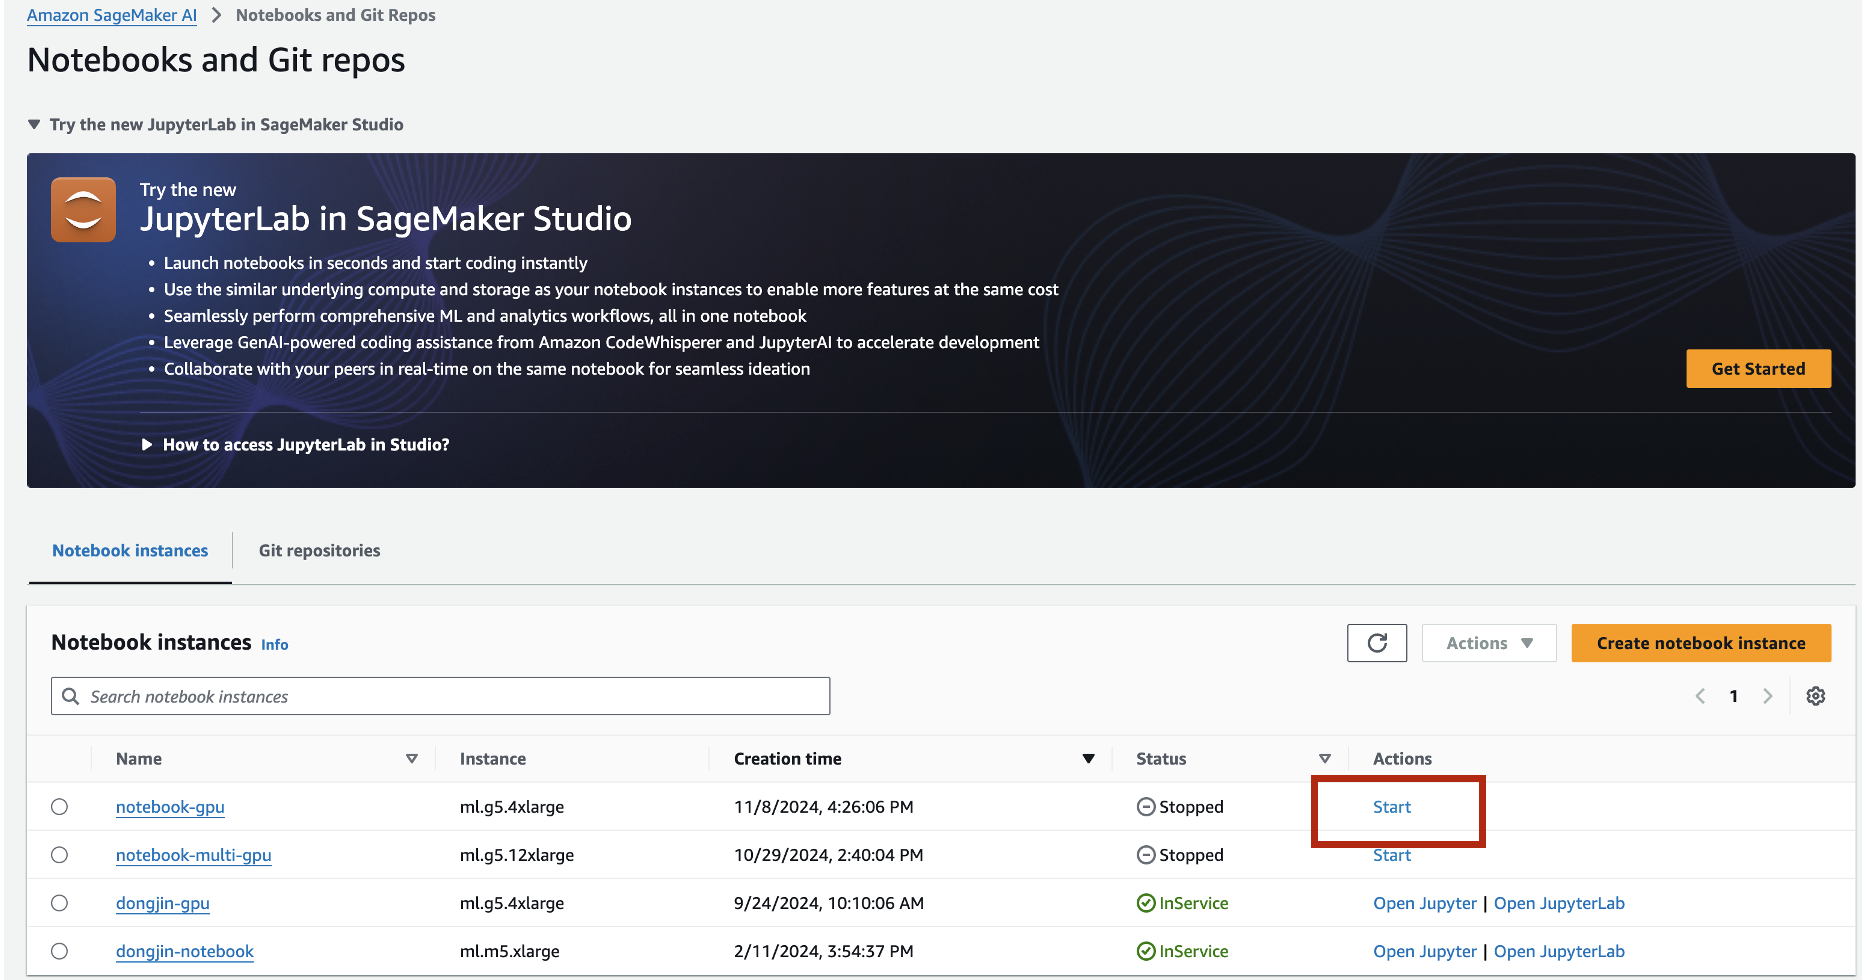 Amazon SageMaker AI > Notebooks and Git Repos
Notebooks and Git repos
Try the new JupyterLab in SageMaker Studio
Try the new
JupyterLab in SageMaker Studio
• Launch notebooks in seconds and start coding instantly
• Use the similar underlying compute and storage as your notebook instances to enable more features at the same cost
• Seamlessly perform comprehensive ML and analytics workflows, all in one notebook
• Leverage GenAI-powered coding assistance from Amazon CodeWhisperer and JupyterAI to accelerate development
• Collaborate with your peers in real-time on the same notebook for seamless ideation
Get Started
How to access JupyterLab in Studio?
Notebook instances Git repositories
Notebook instances Info Actions Create notebook instance
Search notebook instances 1
Name Instance Creation time Status Actions
notebook-gpu ml.g5.4xlarge 11/8/2024, 4:26:06 PM Stopped Start
notebook-multi-gpu ml.g5.12xlarge 10/29/2024, 2:40:04 PM Stopped Start
dongjin-gpu ml.g5.4xlarge 9/24/2024, 10:10:06 AM InService Open Jupyter | Open JupyterLab
dongjin-notebook ml.m5.xlarge 2/11/2024, 3:54:37 PM InService Open Jupyter | Open JupyterLab